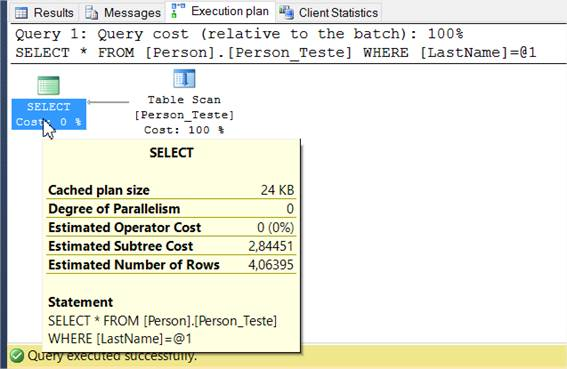 Results Messages Execution plan Client Statistics
Query 1: Query cost (relative to the batch): 100%
SELECT * FROM [Person].[Person_Teste] WHERE [LastName]=@1
SELECT
Cost: 0 %
Table Scan
[Person_Teste]
Cost: 100 %
SELECT
Cached plan size 24 KB
Degree of Parallelism 0
Estimated Operator Cost 0 (0%)
Estimated Subtree Cost 2,84451
Estimated Number of Rows 4,06395
Statement
SELECT * FROM [Person].[Person_Teste]
WHERE [LastName]=@1
Query executed successfully.